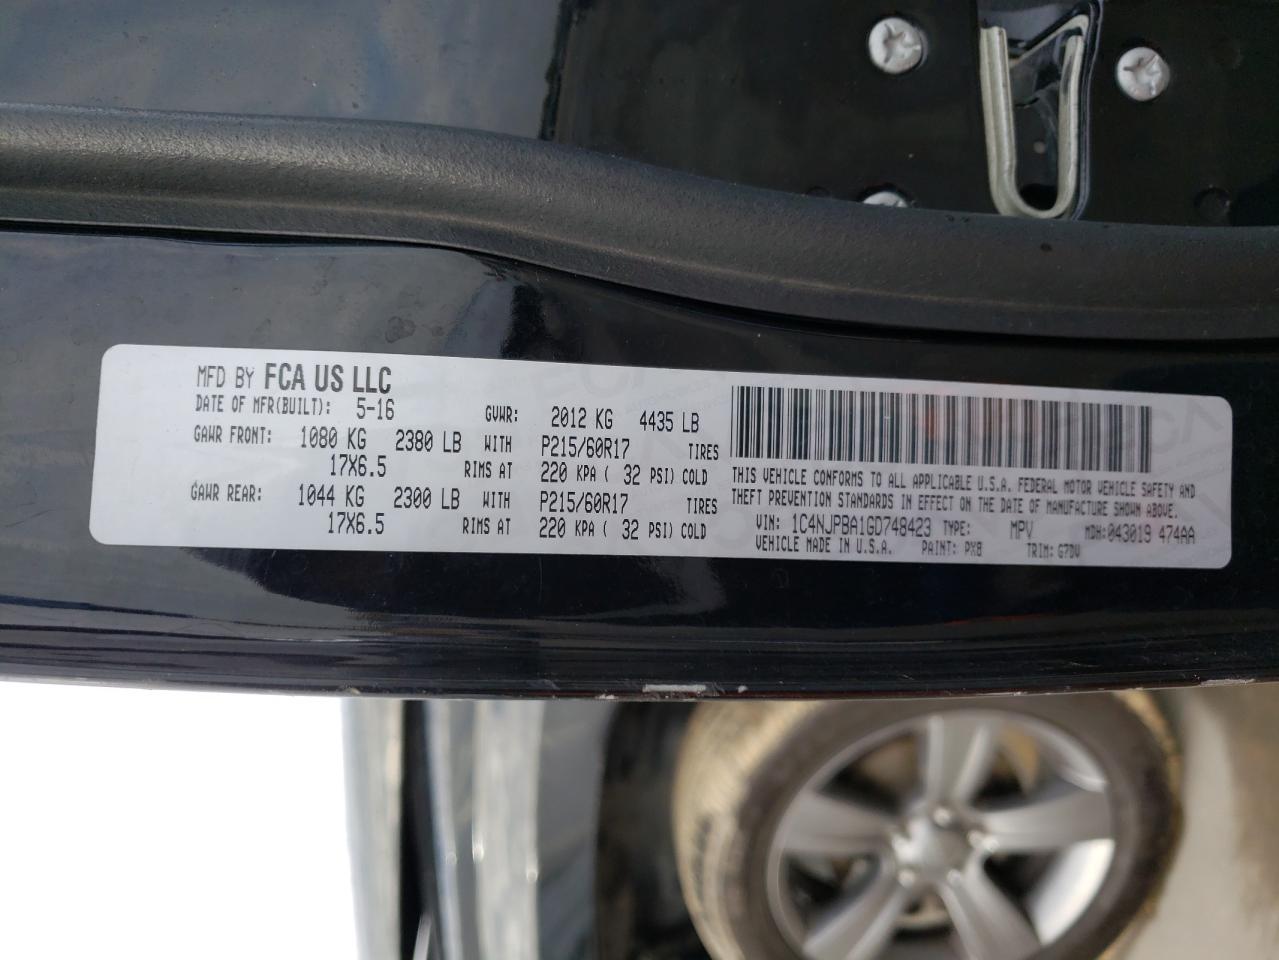 MFD BY FCA US LLC
DATE OF MFR(BUILT): 5-16 GVWR: 2012 KG 4435 LB
GAWR FRONT: 1080 KG 2380 LB WITH P215/60R17 TIRES
17X6.5 RIMS AT 220 KPA ( 32 PSI) COLD
GAWR REAR: 1044 KG 2300 LB WITH P215/60R17 TIRES
17X6.5 RIMS AT 220 KPA ( 32 PSI) COLD
THIS VEHICLE CONFORMS TO ALL APPLICABLE U.S.A. FEDERAL MOTOR VEHICLE SAFETY AND
THEFT PREVENTION STANDARDS IN EFFECT ON THE DATE OF MANUFACTURE SHOWN ABOVE.
VIN: 1C4NJPBA1GD748423 TYPE: MPV MDH:043019 474AA
VEHICLE MADE IN U.S.A. PAINT: PX8 TRIM: G7DV